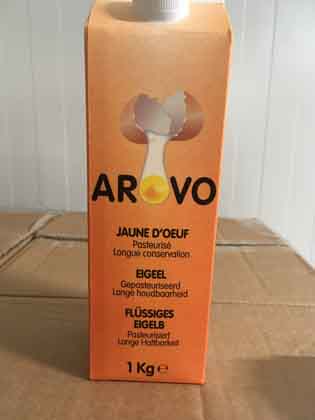 AROVO
JAUNE D'OEUF
Pasteurisé
Longue conservation
EIGEEL
Gepasteuriseerd
Lange houdbaarheid
FLÜSSIGES
EIGELB
Pasteurisiert
Lange Haltbarkeit
1 Kg ℮